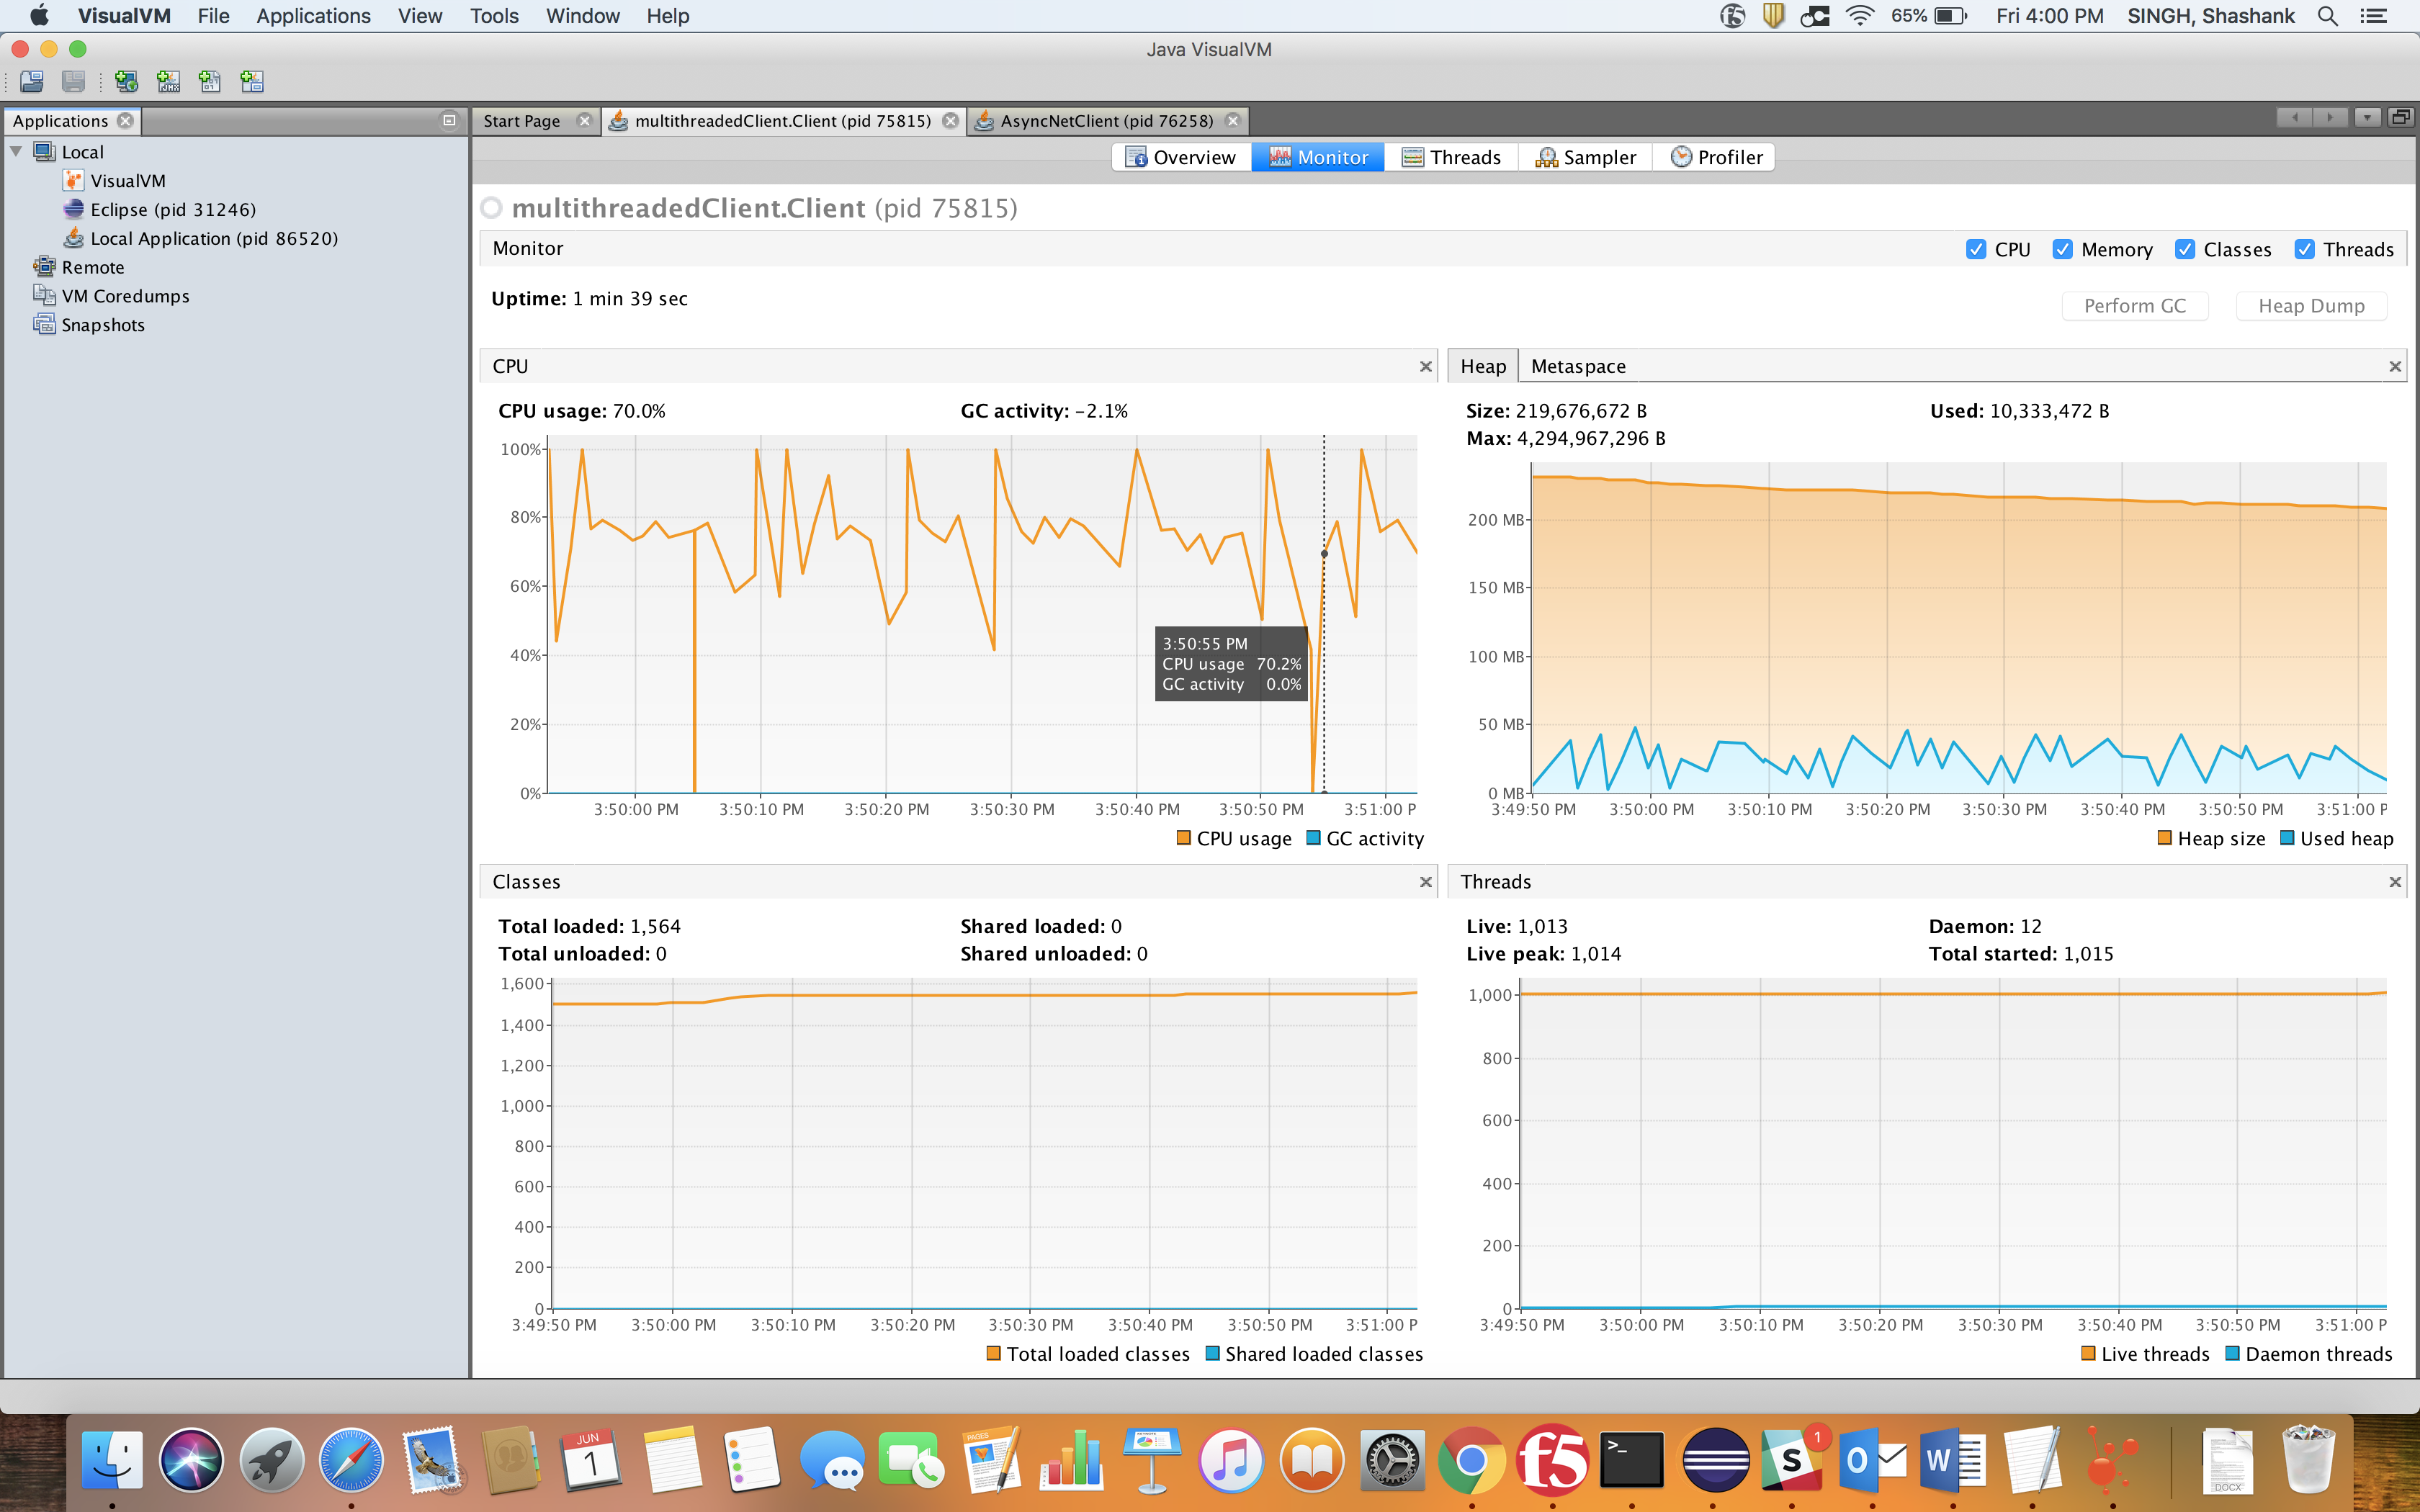 VisualVM File Applications View Tools Window Help 65% Fri 4:00 PM SINGH, Shashank
Java VisualVM
Applications
Start Page multithreadedClient.Client (pid 75815) AsyncNetClient (pid 76258)
Local
VisualVM
Eclipse (pid 31246)
Local Application (pid 86520)
Remote
VM Coredumps
Snapshots
Overview Monitor Threads Sampler Profiler
multithreadedClient.Client (pid 75815)
Monitor CPU Memory Classes Threads
Uptime: 1 min 39 sec
Perform GC Heap Dump
CPU
CPU usage: 70.0% GC activity: -2.1%
100%
80%
60%
40%
20%
0%
3:50:55 PM
CPU usage 70.2%
GC activity 0.0%
3:50:00 PM 3:50:10 PM 3:50:20 PM 3:50:30 PM 3:50:40 PM 3:50:50 PM 3:51:00 P
CPU usage GC activity
Heap Metaspace
Size: 219,676,672 B Used: 10,333,472 B
Max: 4,294,967,296 B
200 MB
150 MB
100 MB
50 MB
0 MB
3:49:50 PM 3:50:00 PM 3:50:10 PM 3:50:20 PM 3:50:30 PM 3:50:40 PM 3:50:50 PM 3:51:00 P
Heap size Used heap
Classes
Total loaded: 1,564 Shared loaded: 0
Total unloaded: 0 Shared unloaded: 0
1,600
1,400
1,200
1,000
800
600
400
200
0
3:49:50 PM 3:50:00 PM 3:50:10 PM 3:50:20 PM 3:50:30 PM 3:50:40 PM 3:50:50 PM 3:51:00 P
Total loaded classes Shared loaded classes
Threads
Live: 1,013 Daemon: 12
Live peak: 1,014 Total started: 1,015
1,000
800
600
400
200
0
3:49:50 PM 3:50:00 PM 3:50:10 PM 3:50:20 PM 3:50:30 PM 3:50:40 PM 3:50:50 PM 3:51:00 P
Live threads Daemon threads
JUN
1
PAGES
f5
>_
S
1
O
W
DOCX